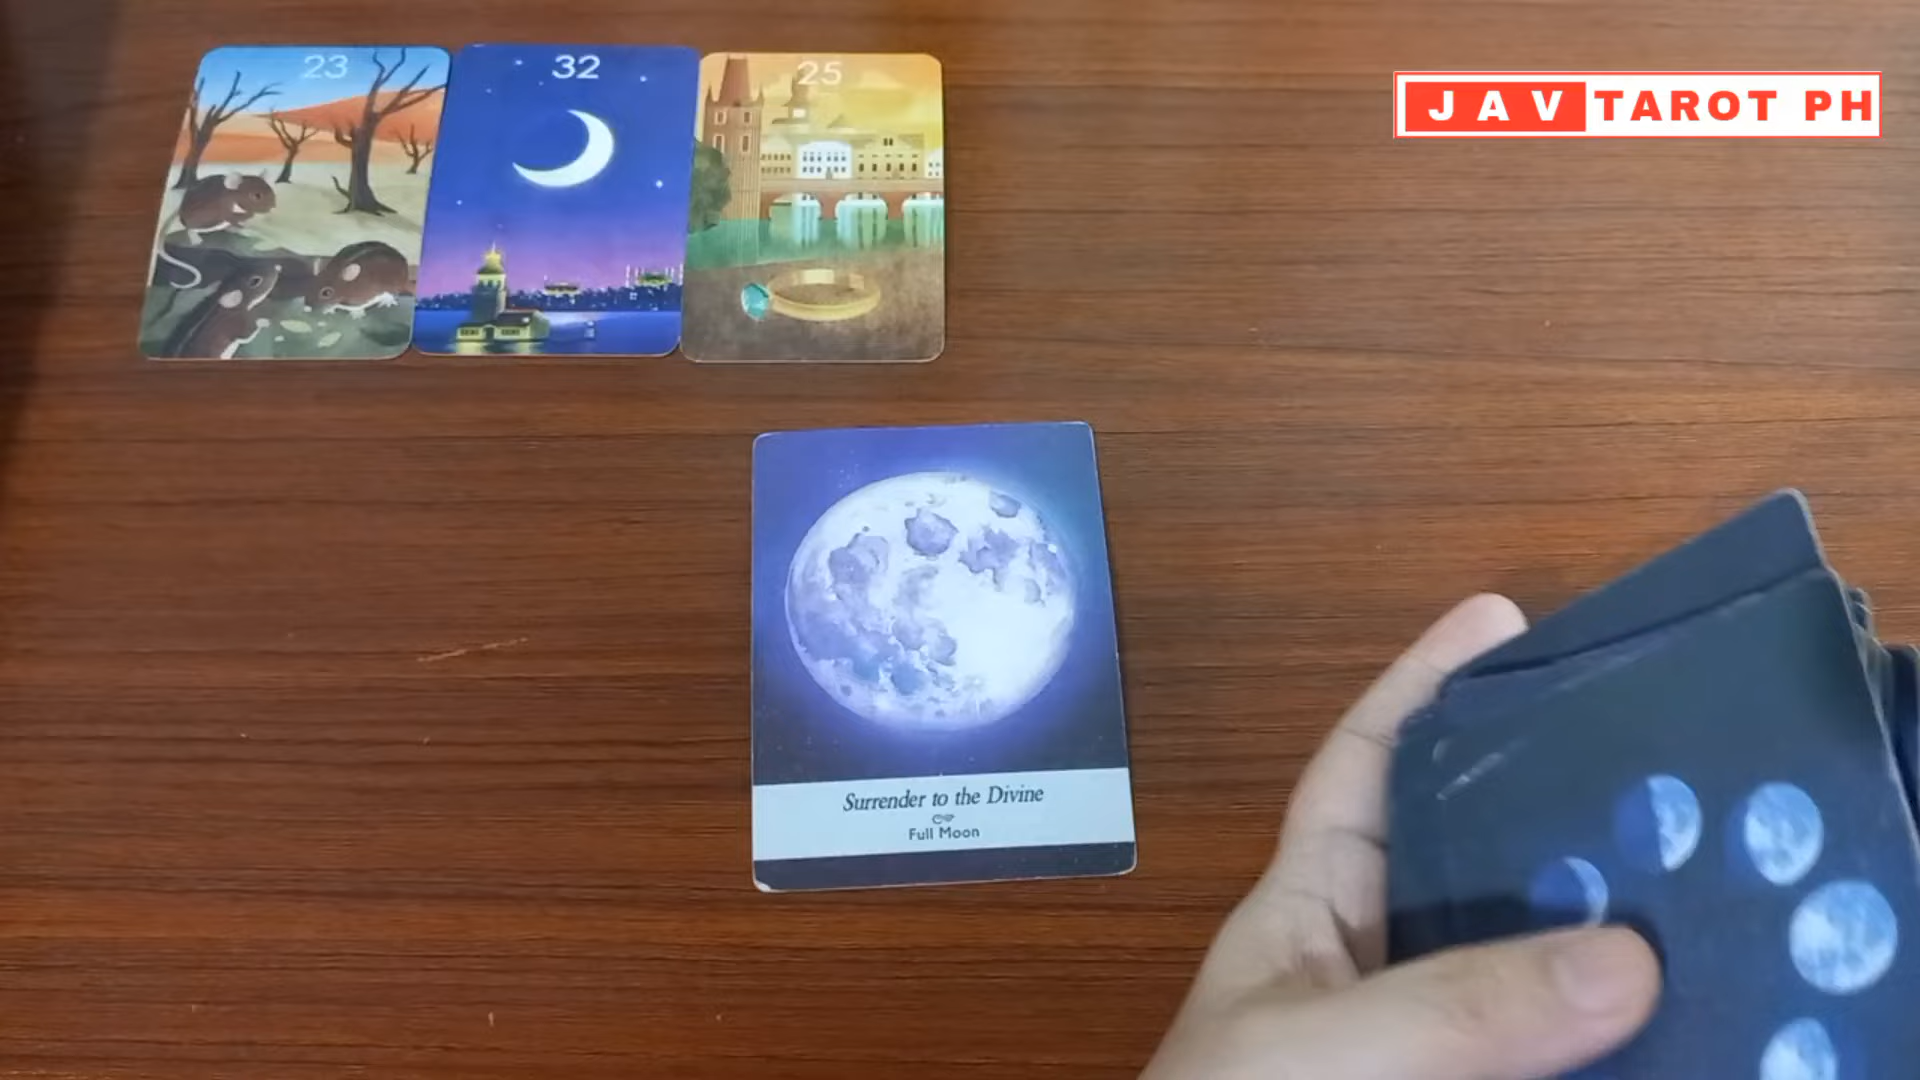 23
32
25
JAV TAROT PH
Surrender to the Divine
Full Moon